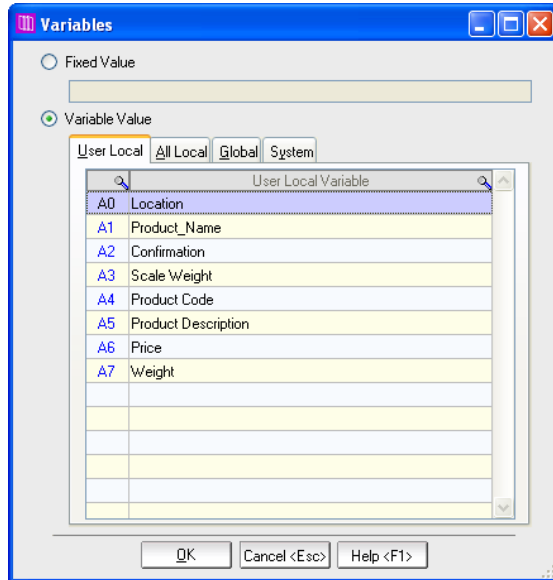 Variables
Fixed Value
Variable Value
User Local All Local Global System
User Local Variable
A0 Location
A1 Product_Name
A2 Confirmation
A3 Scale Weight
A4 Product Code
A5 Product Description
A6 Price
A7 Weight
OK Cancel <Esc> Help <F1>